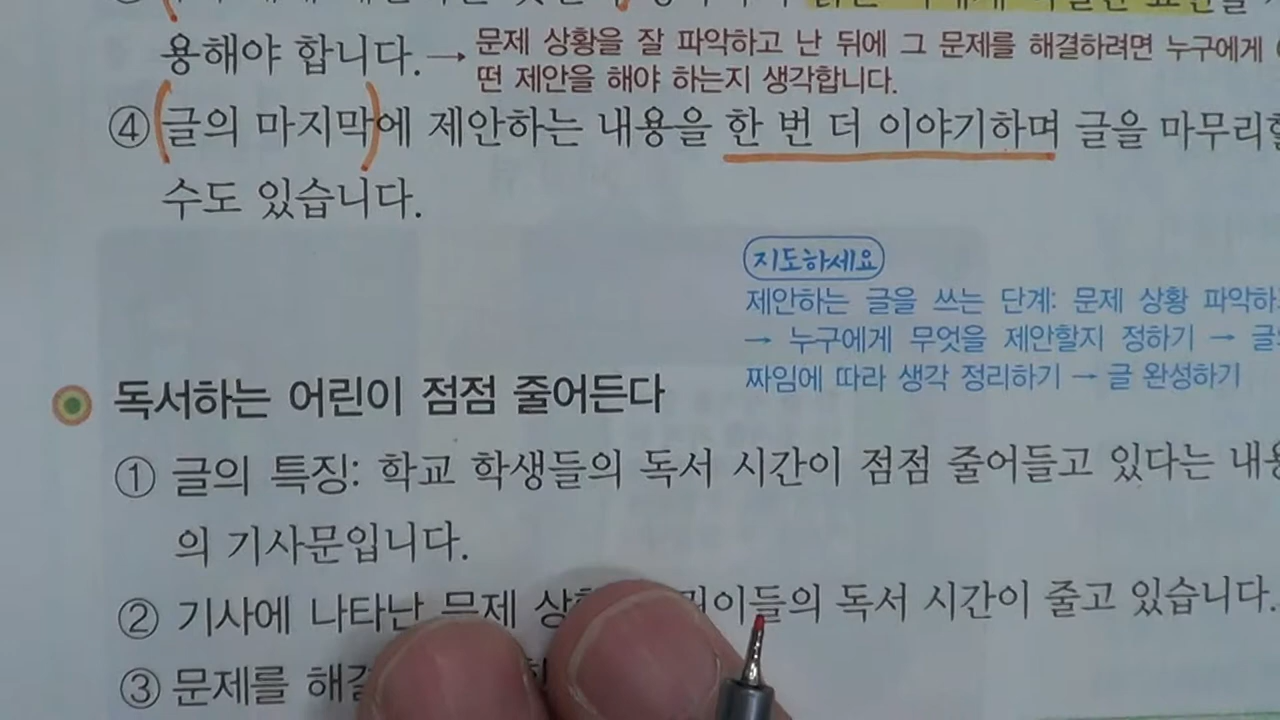 용해야 합니다.→ 문제 상황을 잘 파악하고 난 뒤에 그 문제를 해결하려면 누구에게
떤 제안을 해야 하는지 생각합니다.
④ 글의 마지막에 제안하는 내용을 한 번 더 이야기하며 글을 마무리할
수도 있습니다.
지도하세요
제안하는 글을 쓰는 단계: 문제 상황 파악하
→ 누구에게 무엇을 제안할지 정하기 → 글
짜임에 따라 생각 정리하기 → 글 완성하기
독서하는 어린이 점점 줄어든다
① 글의 특징: 학교 학생들의 독서 시간이 점점 줄어들고 있다는 내용
의 기사문입니다.
② 기사에 나타난 문제 상 들의 독서 시간이 줄고 있습니다.
③ 문제를 해결